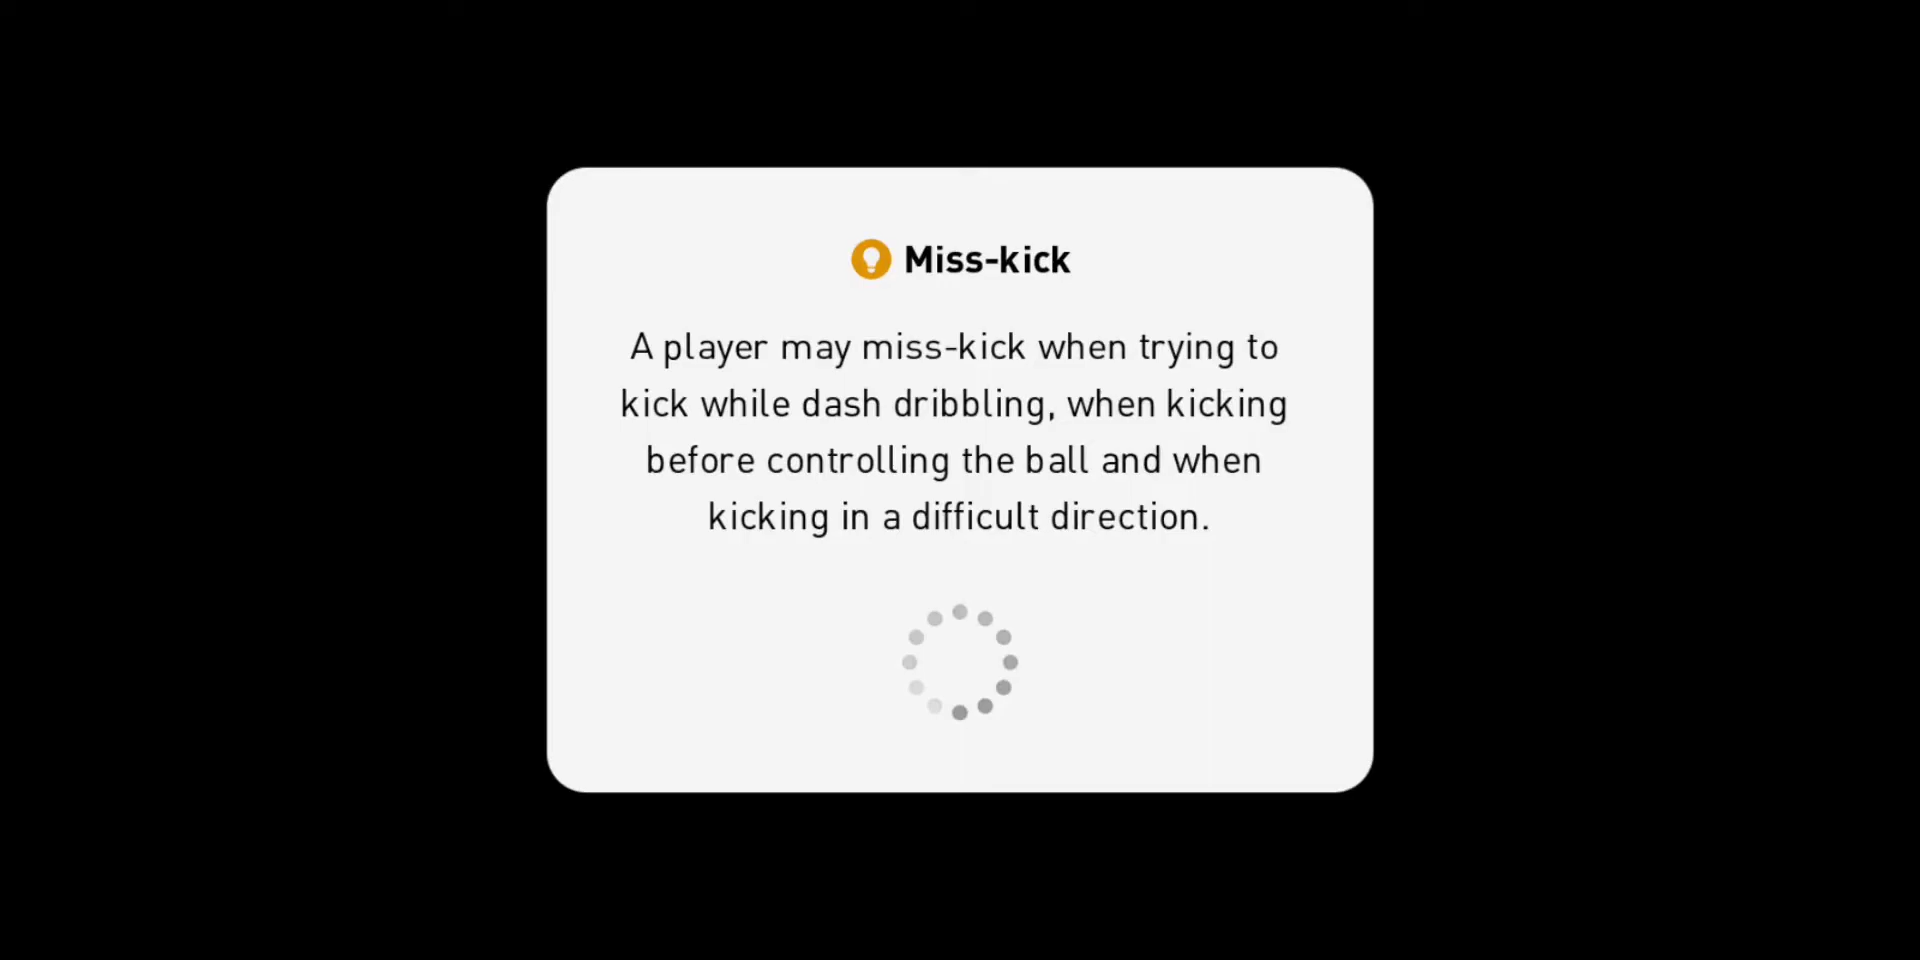 Miss-kick
A player may miss-kick when trying to
kick while dash dribbling, when kicking
before controlling the ball and when
kicking in a difficult direction.